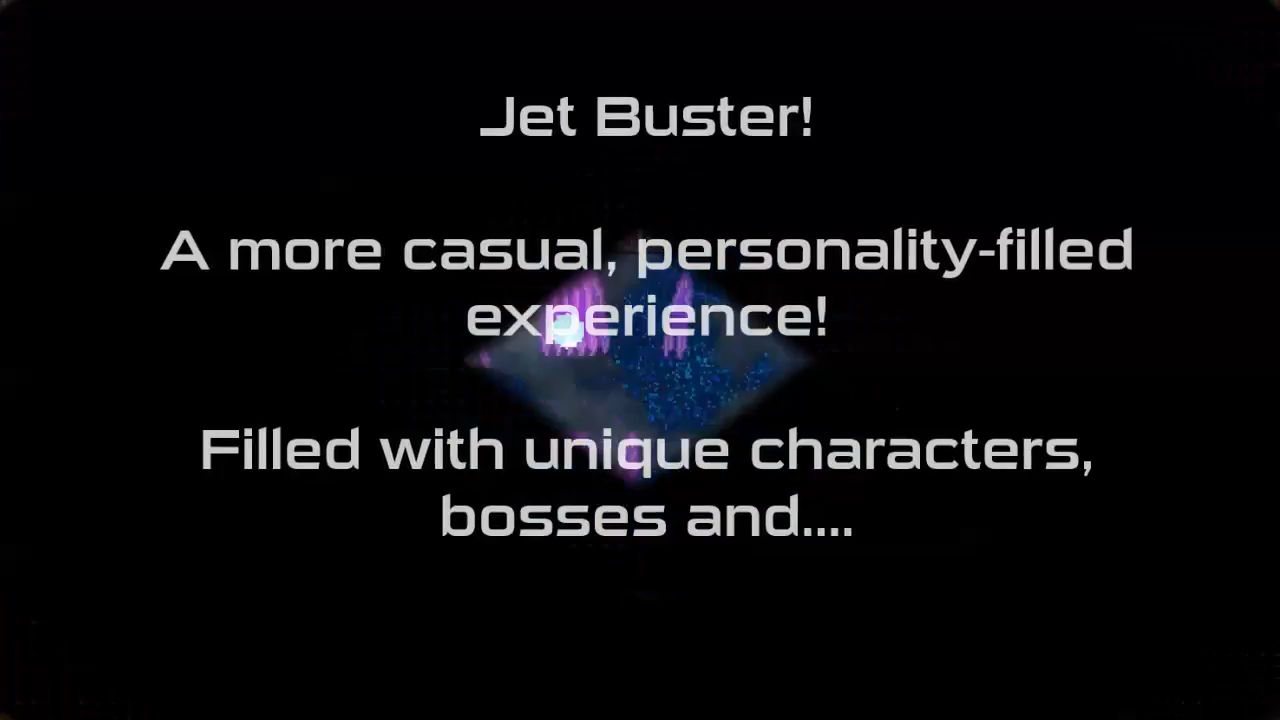 Jet Buster!
A more casual, personality-filled
experience!
Filled with unique characters,
bosses and....